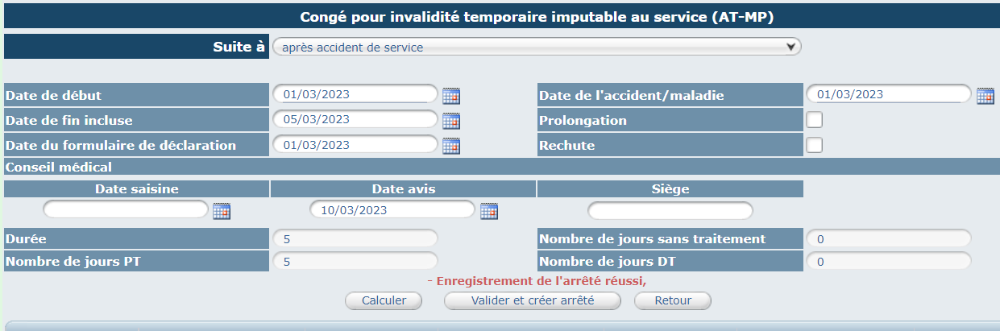 Congé pour invalidité temporaire imputable au service (AT-MP)
Suite à après accident de service
Date de début 01/03/2023 Date de l'accident/maladie 01/03/2023
Date de fin incluse 05/03/2023 Prolongation
Date du formulaire de déclaration 01/03/2023 Rechute
Conseil médical
Date saisine Date avis Siège
10/03/2023
Durée 5 Nombre de jours sans traitement 0
Nombre de jours PT 5 Nombre de jours DT 0
- Enregistrement de l'arrêté réussi,
Calculer Valider et créer arrêté Retour